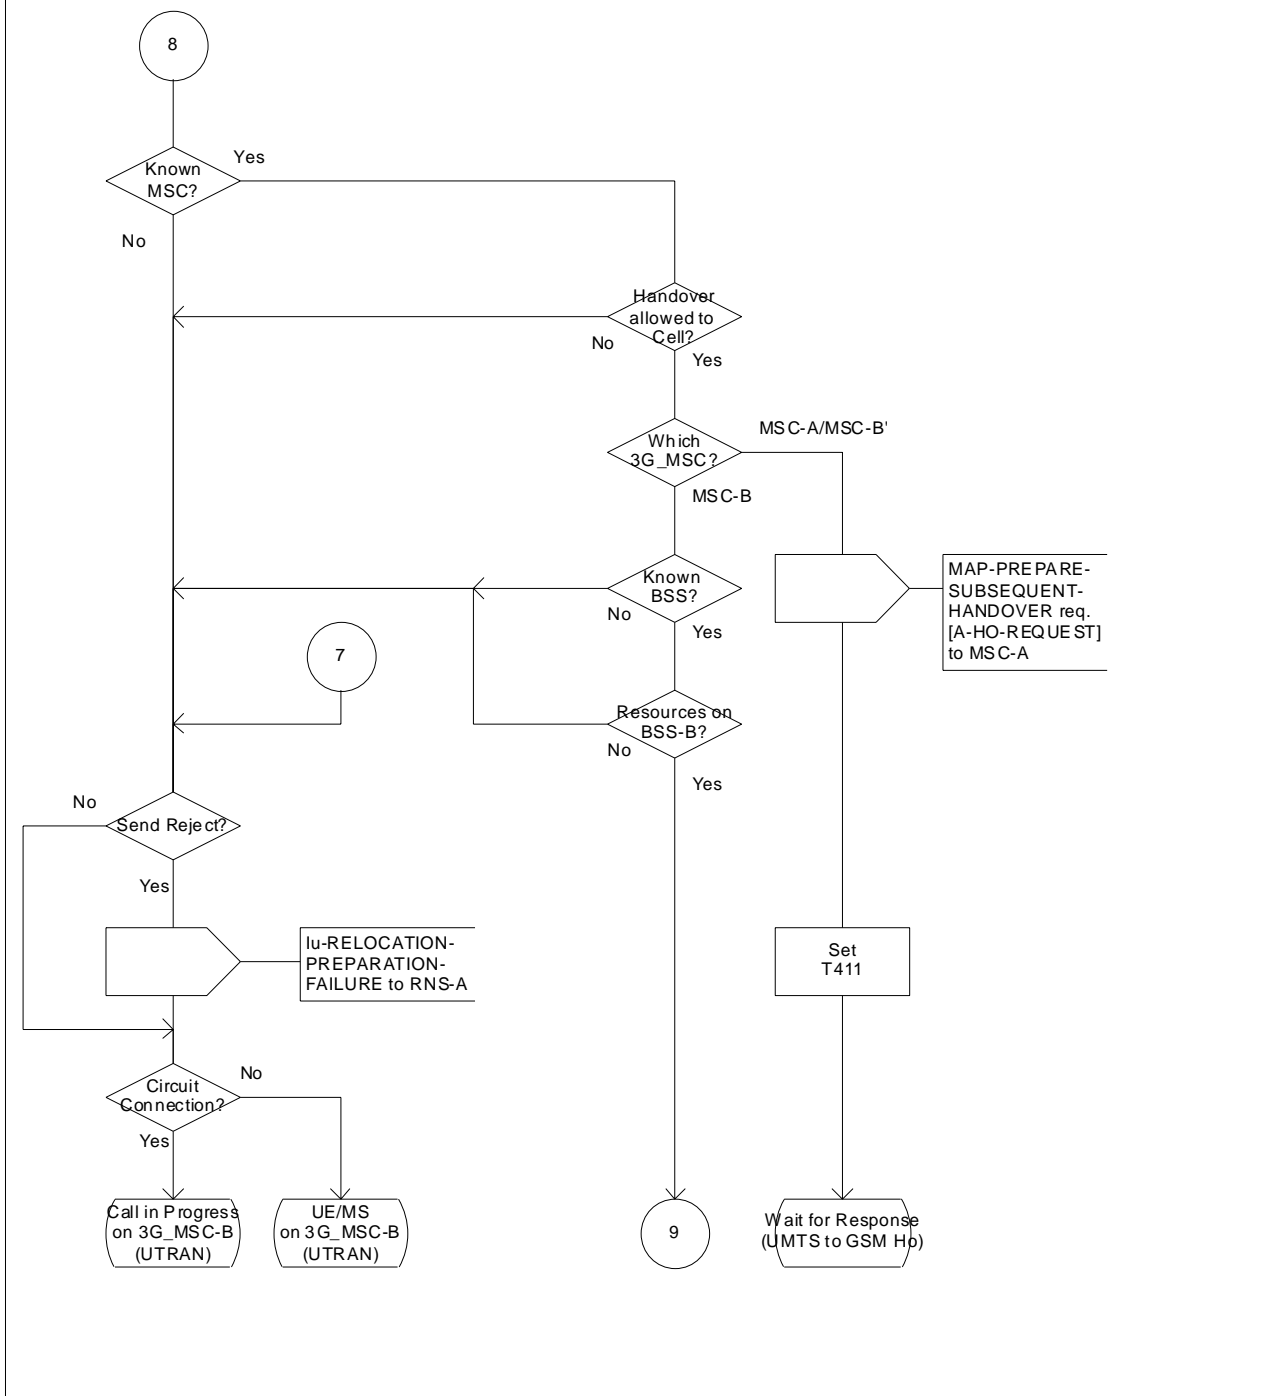 8
Known
MSC?
Yes
No
Handover
allowed to
Cell?
No
Yes
Which
3G_MSC?
MSC-A/MSC-B'
MSC-B
Known
BSS?
No
Yes
MAP-PREPARE-
SUBSEQUENT-
HANDOVER req.
[A-HO-REQUEST]
to MSC-A
7
Resources on
BSS-B?
No
Yes
No
Send Reject?
Yes
Iu-RELOCATION-
PREPARATION-
FAILURE to RNS-A
Set
T411
Circuit
Connection?
No
Yes
Call in Progress
on 3G_MSC-B
(UTRAN)
UE/MS
on 3G_MSC-B
(UTRAN)
9
Wait for Response
(UMTS to GSM Ho)